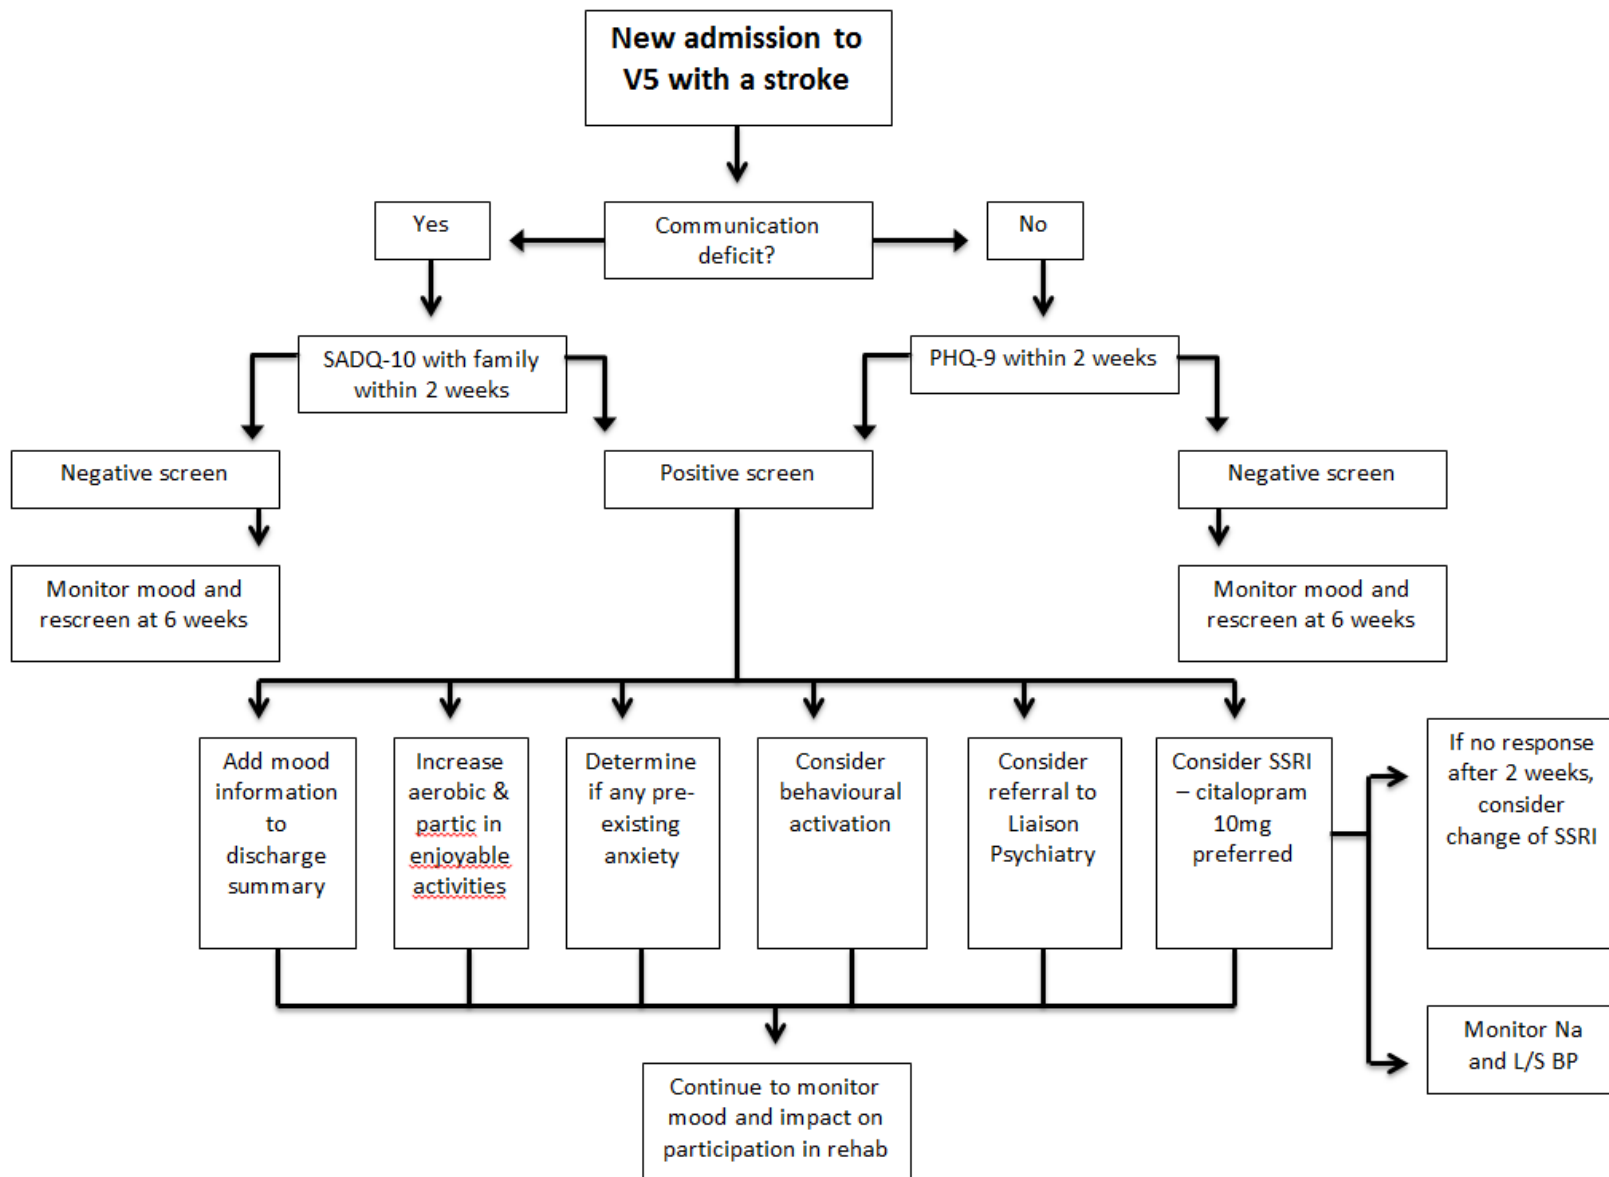 New admission to
V5 with a stroke
Yes
Communication
deficit?
No
SADQ-10 with family
within 2 weeks
PHQ-9 within 2 weeks
Negative screen
Positive screen
Negative screen
Monitor mood and
rescreen at 6 weeks
Monitor mood and
rescreen at 6 weeks
Add mood
information
to
discharge
summary
Increase
aerobic &
partic in
enjoyable
activities
Determine
if any pre-
existing
anxiety
Consider
behavioural
activation
Consider
referral to
Liaison
Psychiatry
Consider SSRI
– citalopram
10mg
preferred
If no response
after 2 weeks,
consider
change of SSRI
Monitor Na
and L/S BP
Continue to monitor
mood and impact on
participation in rehab